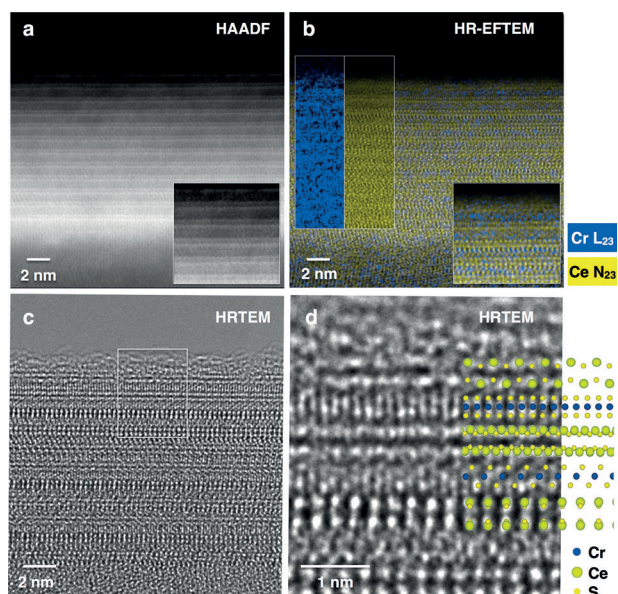 a
HAADF
2 nm
b
HR-EFTEM
2 nm
Cr L₂₃
Ce N₂₃
c
HRTEM
2 nm
d
HRTEM
1 nm
Cr
Ce
S